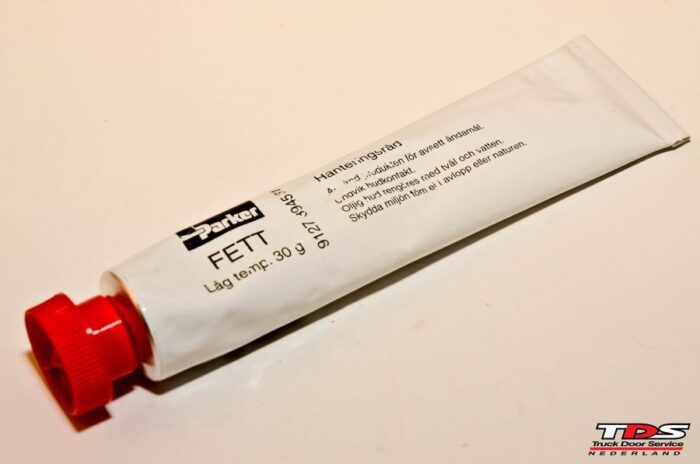 Parker
FETT
Låg temp. 30 g
9127 394531
Hanteringsråd
produkten för avsett ändamål.
Undvik hudkontakt.
Oljig hud rengöres med tvål och vatten.
Skydda miljön töm ej i avlopp eller naturen.
TDS
Truck Door Service
NEDERLAND